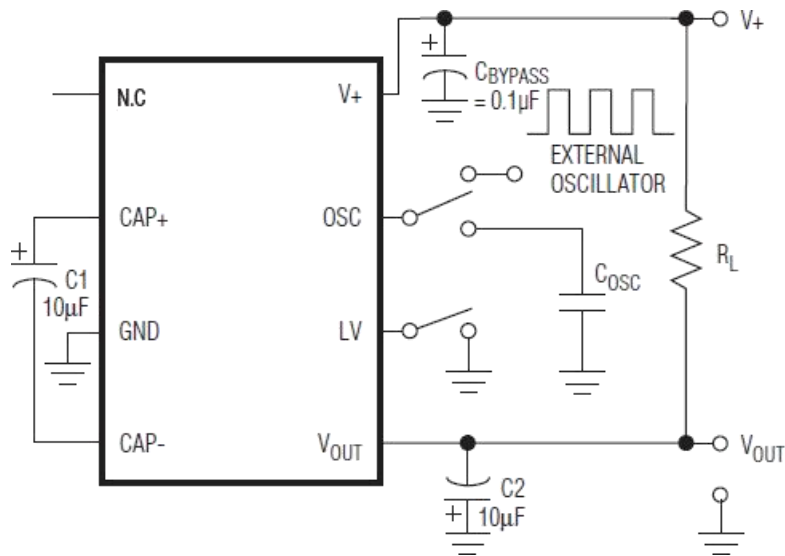 V+
CBYPASS
= 0.1µF
N.C
V+
EXTERNAL
OSCILLATOR
CAP+
OSC
RL
C1
10µF
COSC
GND
LV
CAP-
VOUT
VOUT
C2
10µF